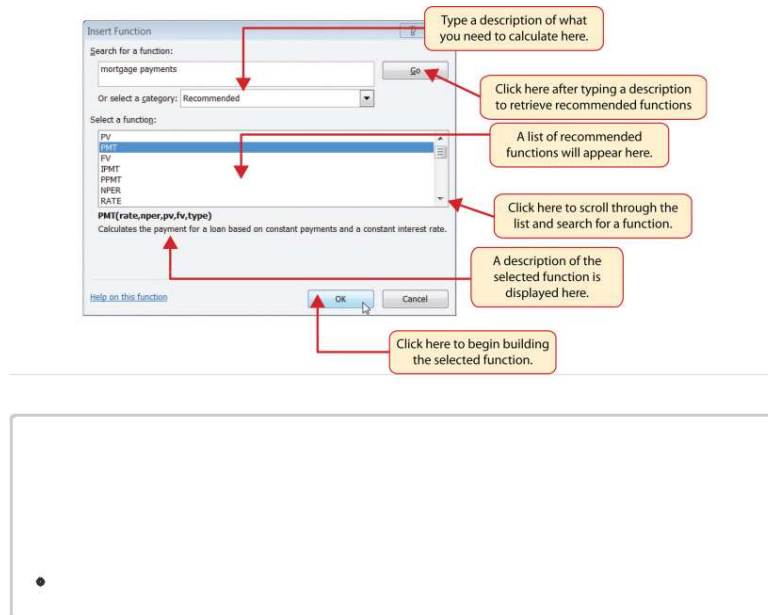 Insert Function
Type a description of what
you need to calculate here.
Search for a function:
mortgage payments
Go
Or select a category: Recommended
Click here after typing a description
to retrieve recommended functions
Select a function:
PV
PMT
FV
IPMT
PPMT
NPER
RATE
A list of recommended
functions will appear here.
Click here to scroll through the
list and search for a function.
PMT(rate,nper,pv,fv,type)
Calculates the payment for a loan based on constant payments and a constant interest rate.
A description of the
selected function is
displayed here.
Help on this function
OK
Cancel
Click here to begin building
the selected function.